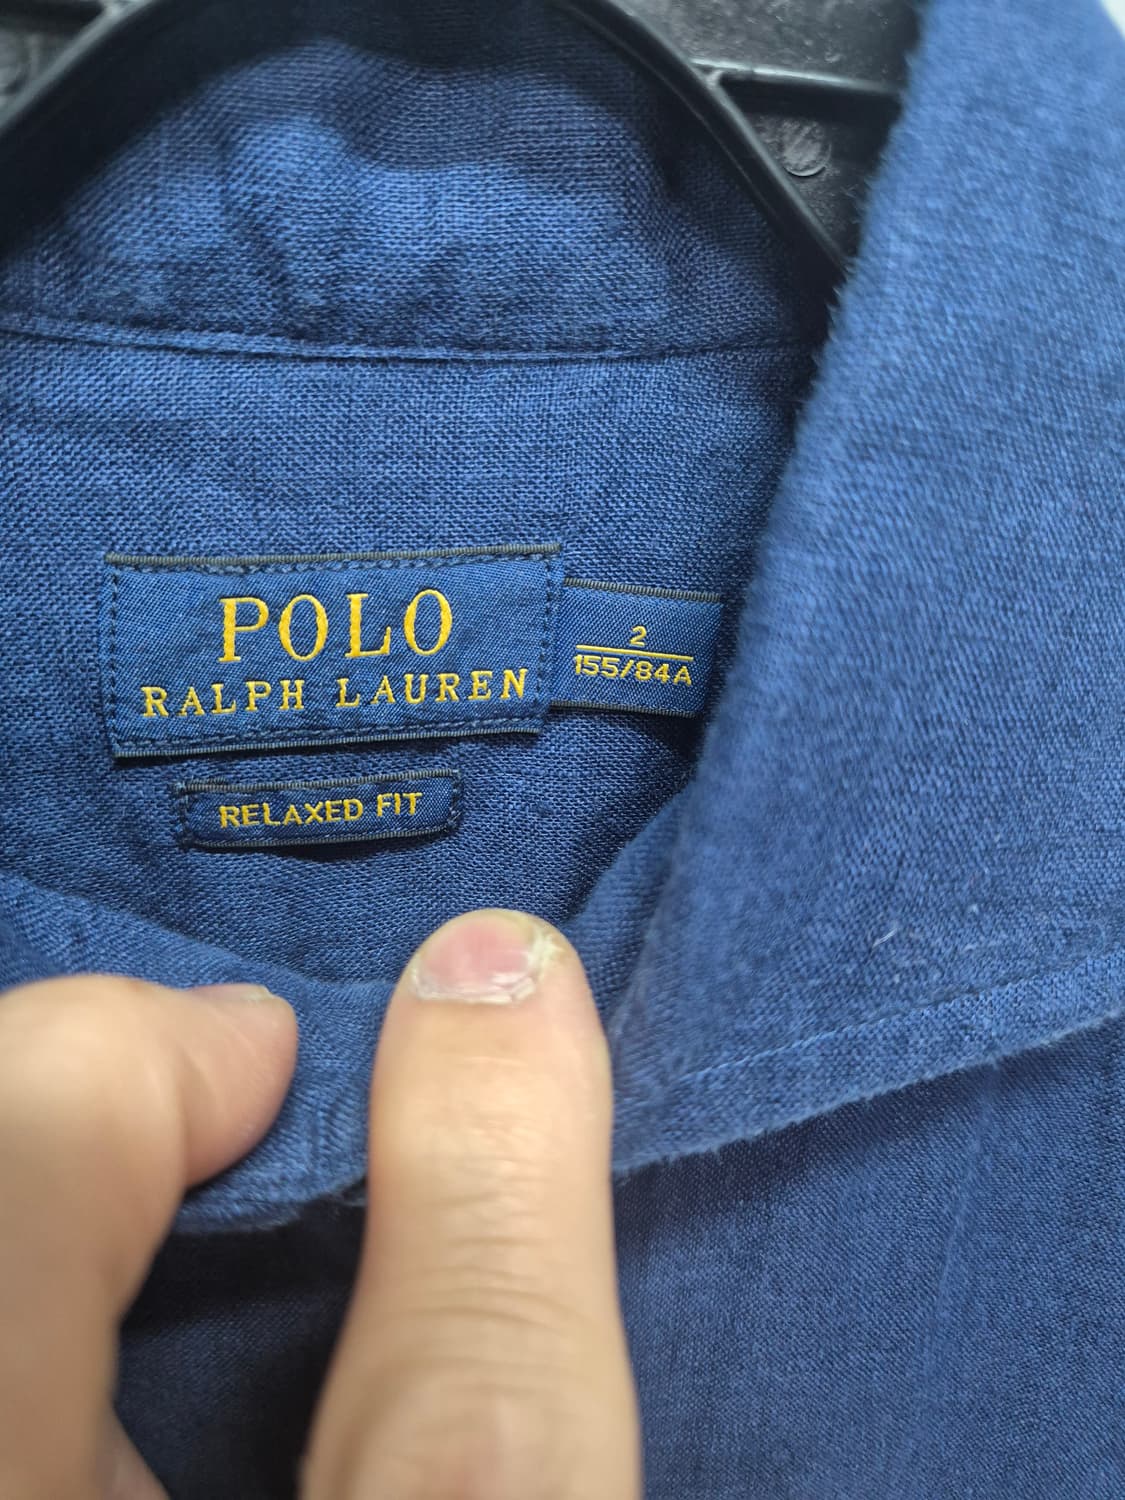 POLO
RALPH LAUREN
2
155/84A
RELAXED FIT